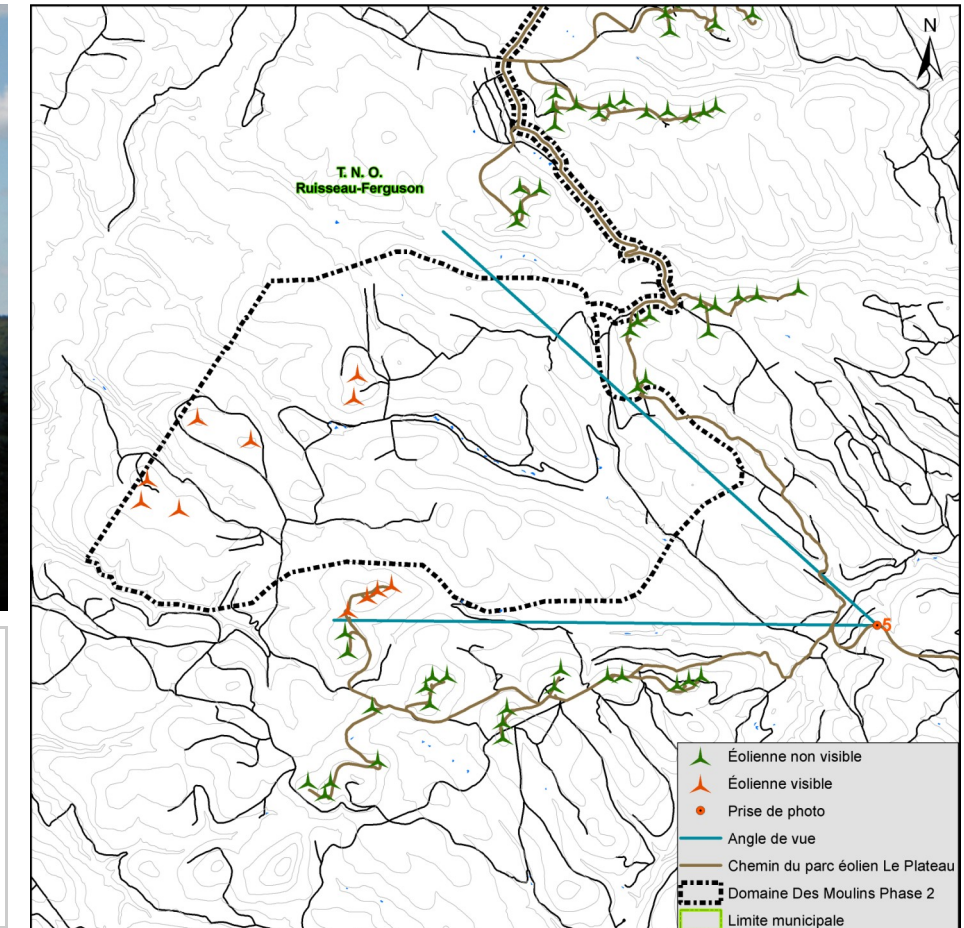 N
T. N. O.
Ruisseau-Ferguson
5
Éolienne non visible
Éolienne visible
Prise de photo
Angle de vue
Chemin du parc éolien Le Plateau
Domaine Des Moulins Phase 2
Limite municipale